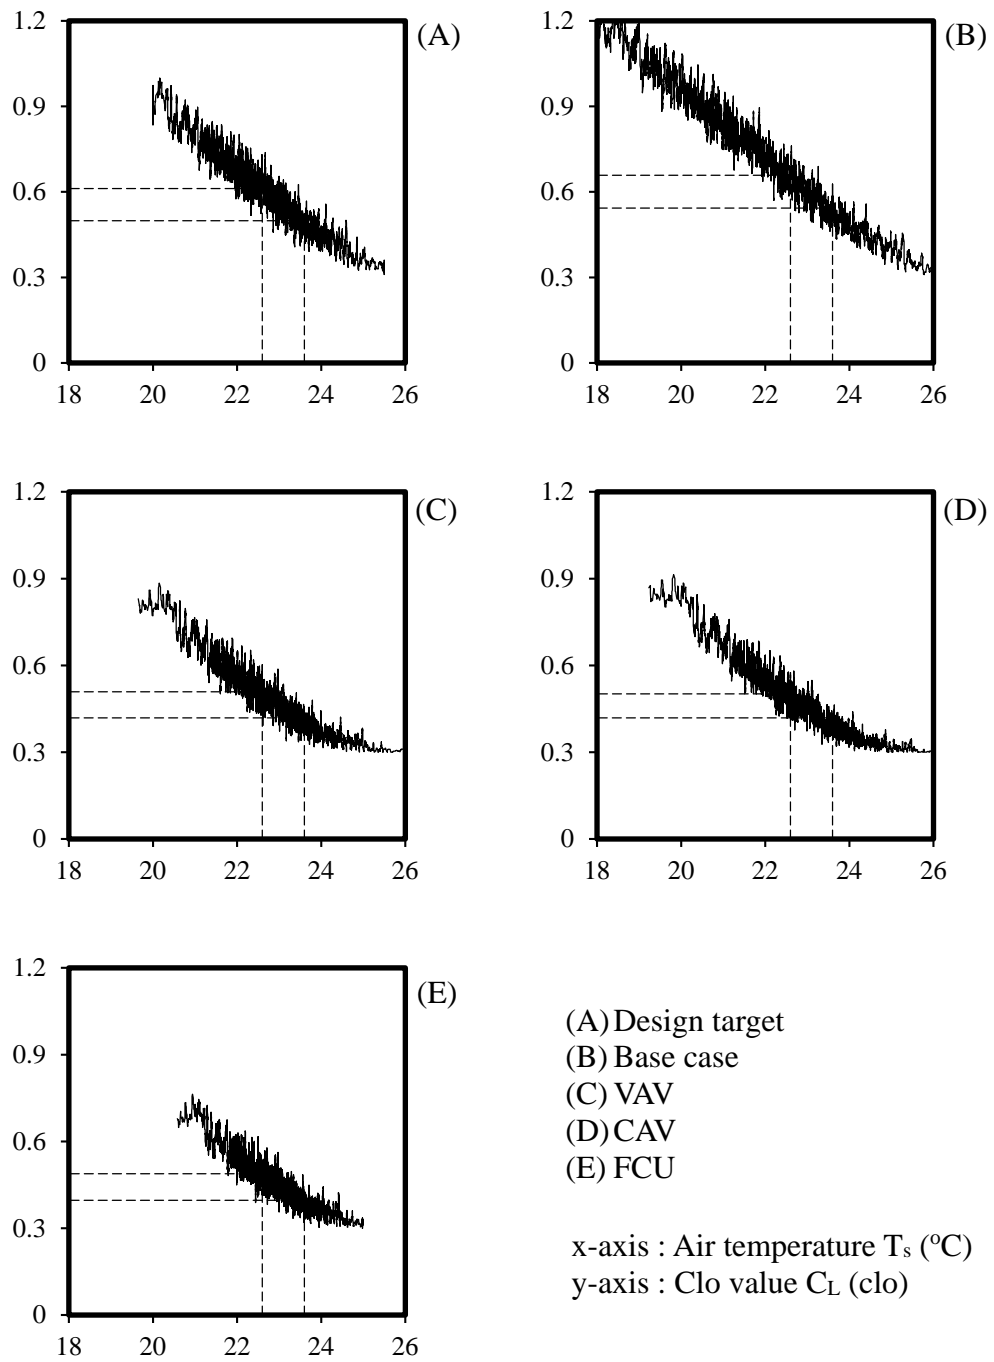 1.2
0.9
0.6
0.3
0
18 20 22 24 26
(A)
1.2
0.9
0.6
0.3
0
18 20 22 24 26
(B)
1.2
0.9
0.6
0.3
0
18 20 22 24 26
(C)
1.2
0.9
0.6
0.3
0
18 20 22 24 26
(D)
1.2
0.9
0.6
0.3
0
18 20 22 24 26
(E)
(A) Design target
(B) Base case
(C) VAV
(D) CAV
(E) FCU
x-axis : Air temperature Ts (°C)
y-axis : Clo value CL (clo)